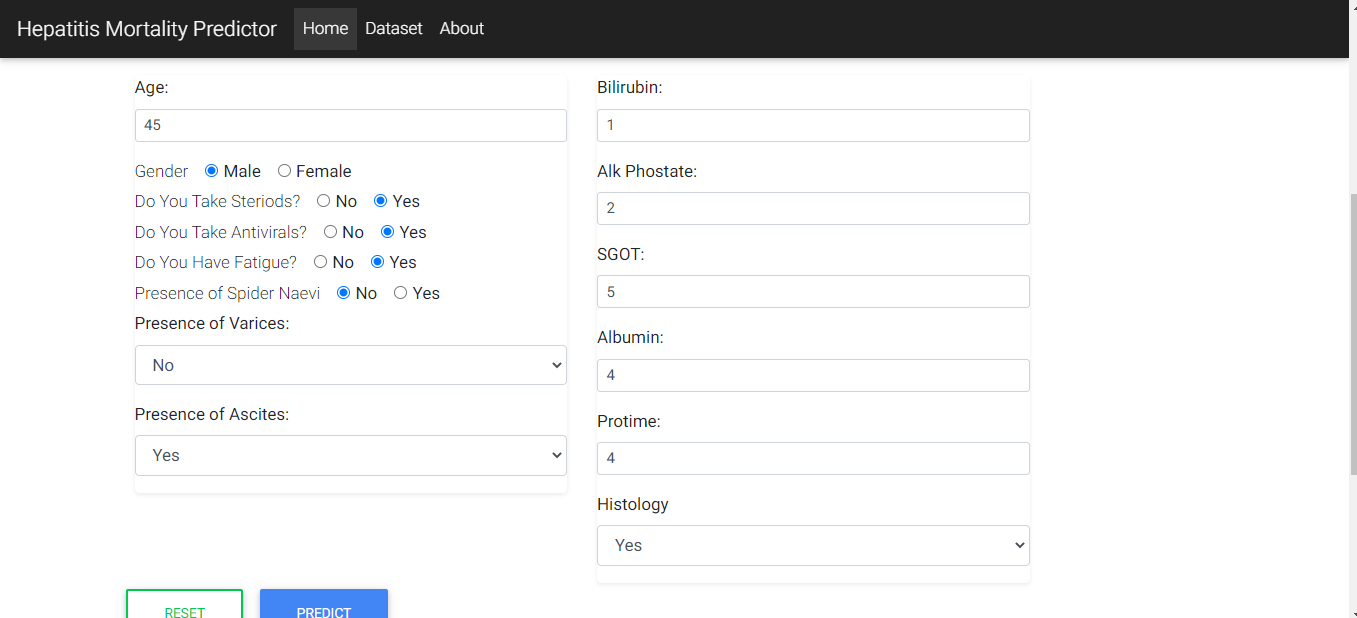 Hepatitis Mortality Predictor Home Dataset About
Age:
45
Gender Male Female
Do You Take Steriods? No Yes
Do You Take Antivirals? No Yes
Do You Have Fatigue? No Yes
Presence of Spider Naevi No Yes
Presence of Varices:
No
Presence of Ascites:
Yes
Bilirubin:
1
Alk Phostate:
2
SGOT:
5
Albumin:
4
Protime:
4
Histology
Yes
RESET PREDICT